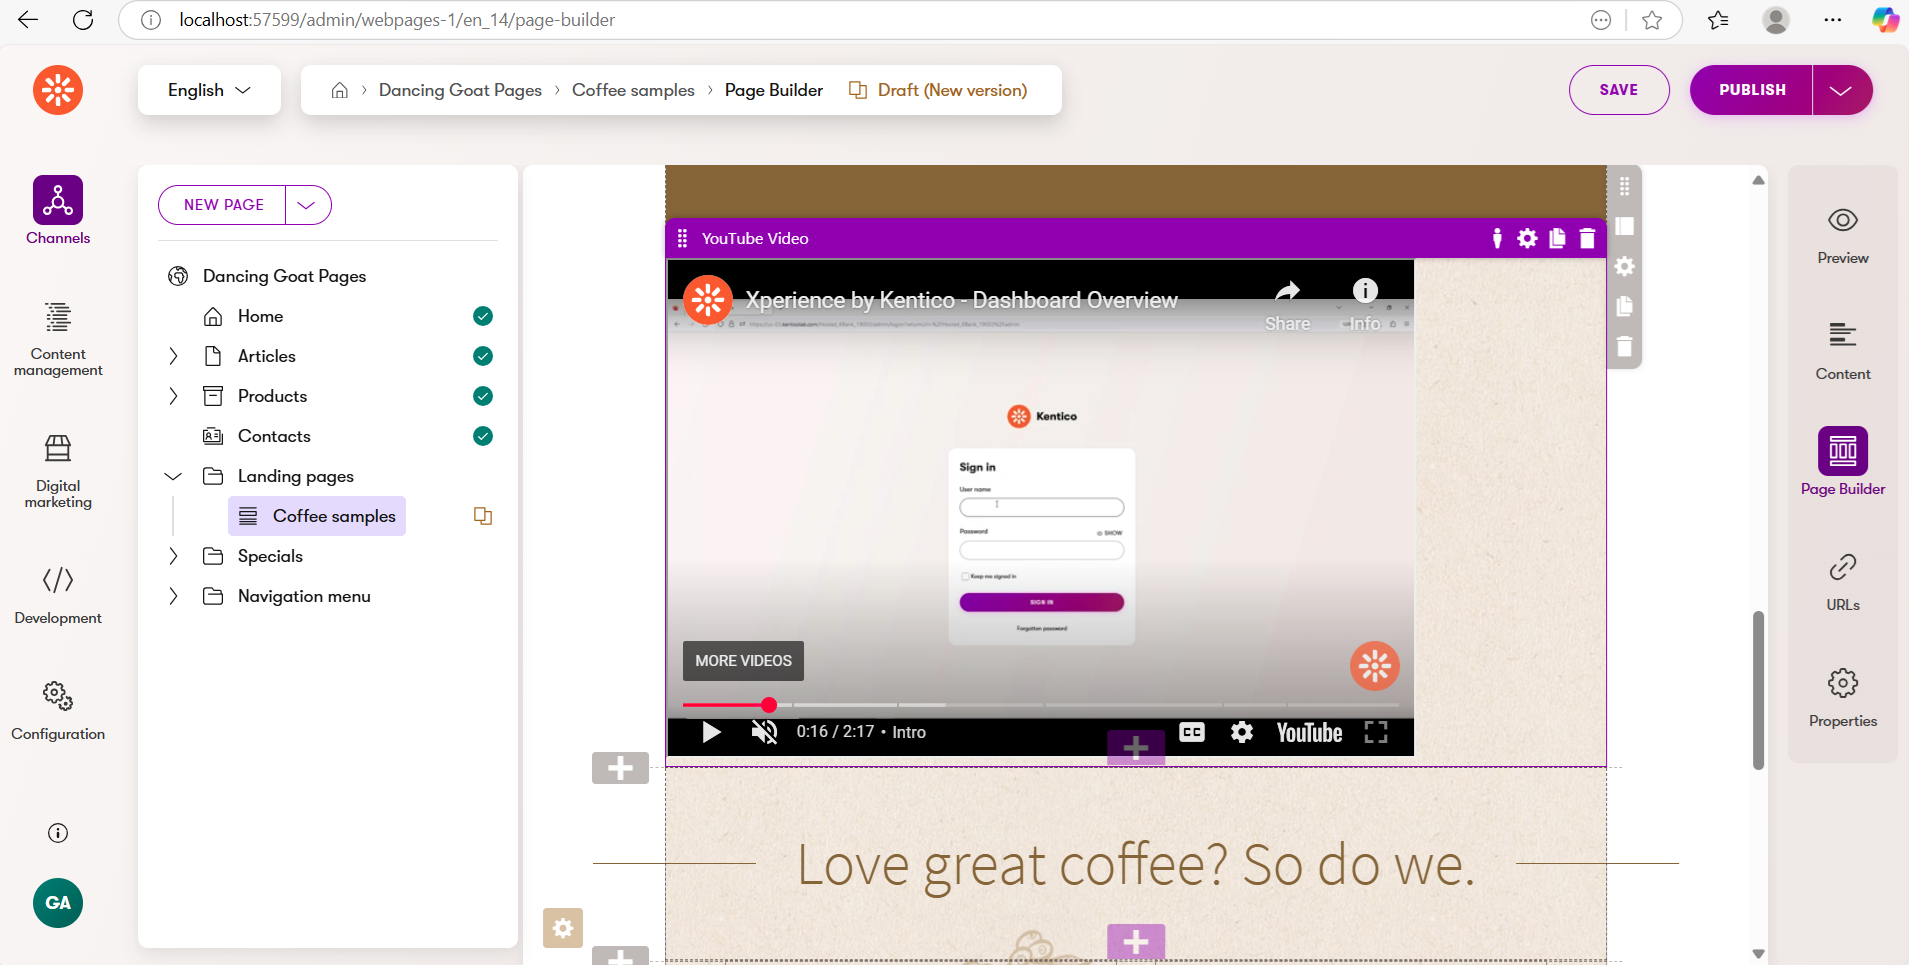 localhost:57599/admin/webpages-1/en_14/page-builder
English
Dancing Goat Pages
Coffee samples
Page Builder
Draft (New version)
SAVE
PUBLISH
Channels
Content
management
Digital
marketing
Development
Configuration
GA
NEW PAGE
Dancing Goat Pages
Home
Articles
Products
Contacts
Landing pages
Coffee samples
Specials
Navigation menu
YouTube Video
Xperience by Kentico - Dashboard Overview
Share
Info
Kentico
Sign in
User name
Password
SHOW
Keep me signed in
SIGN IN
Forgotten password
MORE VIDEOS
0:16 / 2:17 • Intro
CC
YouTube
Love great coffee? So do we.
Preview
Content
Page Builder
URLs
Properties